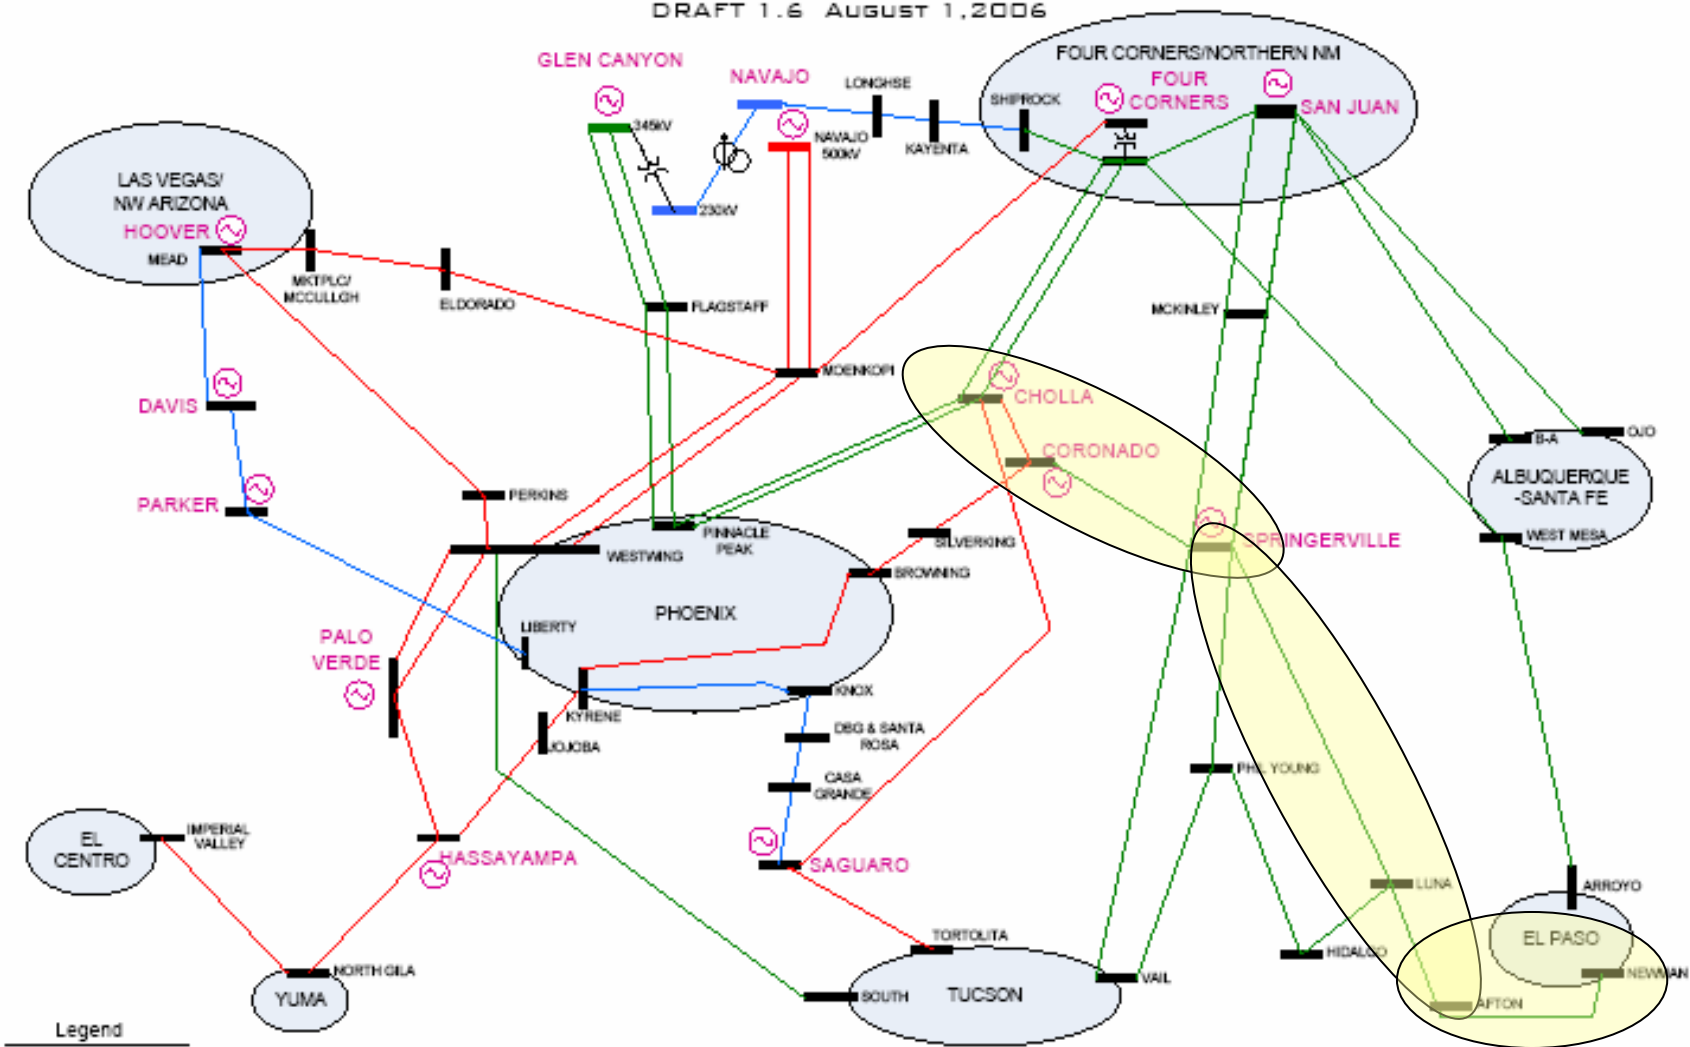 DRAFT 1.6 AUGUST 1,2006
FOUR CORNERS/NORTHERN NM
GLEN CANYON
NAVAJO
LONGHSE
SHIPROCK
FOUR
CORNERS
SAN JUAN
345kV
NAVAJO
500kV
KAYENTA
LAS VEGAS/
NW ARIZONA
HOOVER
MEAD
230kV
MKTPLC/
MCCULLGH
ELDORADO
FLAGSTAFF
MCKINLEY
MOENKOPI
CHOLLA
DAVIS
CORONADO
B-A
OJO
ALBUQUERQUE
-SANTA FE
PARKER
PERKINS
PINNACLE
PEAK
WESTWING
SILVERKING
SPRINGERVILLE
WEST MESA
BROWNING
PHOENIX
LIBERTY
PALO
VERDE
KNOX
KYRENE
JOJOBA
DBG & SANTA
ROSA
PHIL YOUNG
CASA
GRANDE
EL
CENTRO
IMPERIAL
VALLEY
HASSAYAMPA
SAGUARO
LUNA
ARROYO
TORTOLITA
EL PASO
HIDALGO
NORTH GILA
YUMA
SOUTH
TUCSON
VAIL
NEWMAN
AFTON
Legend